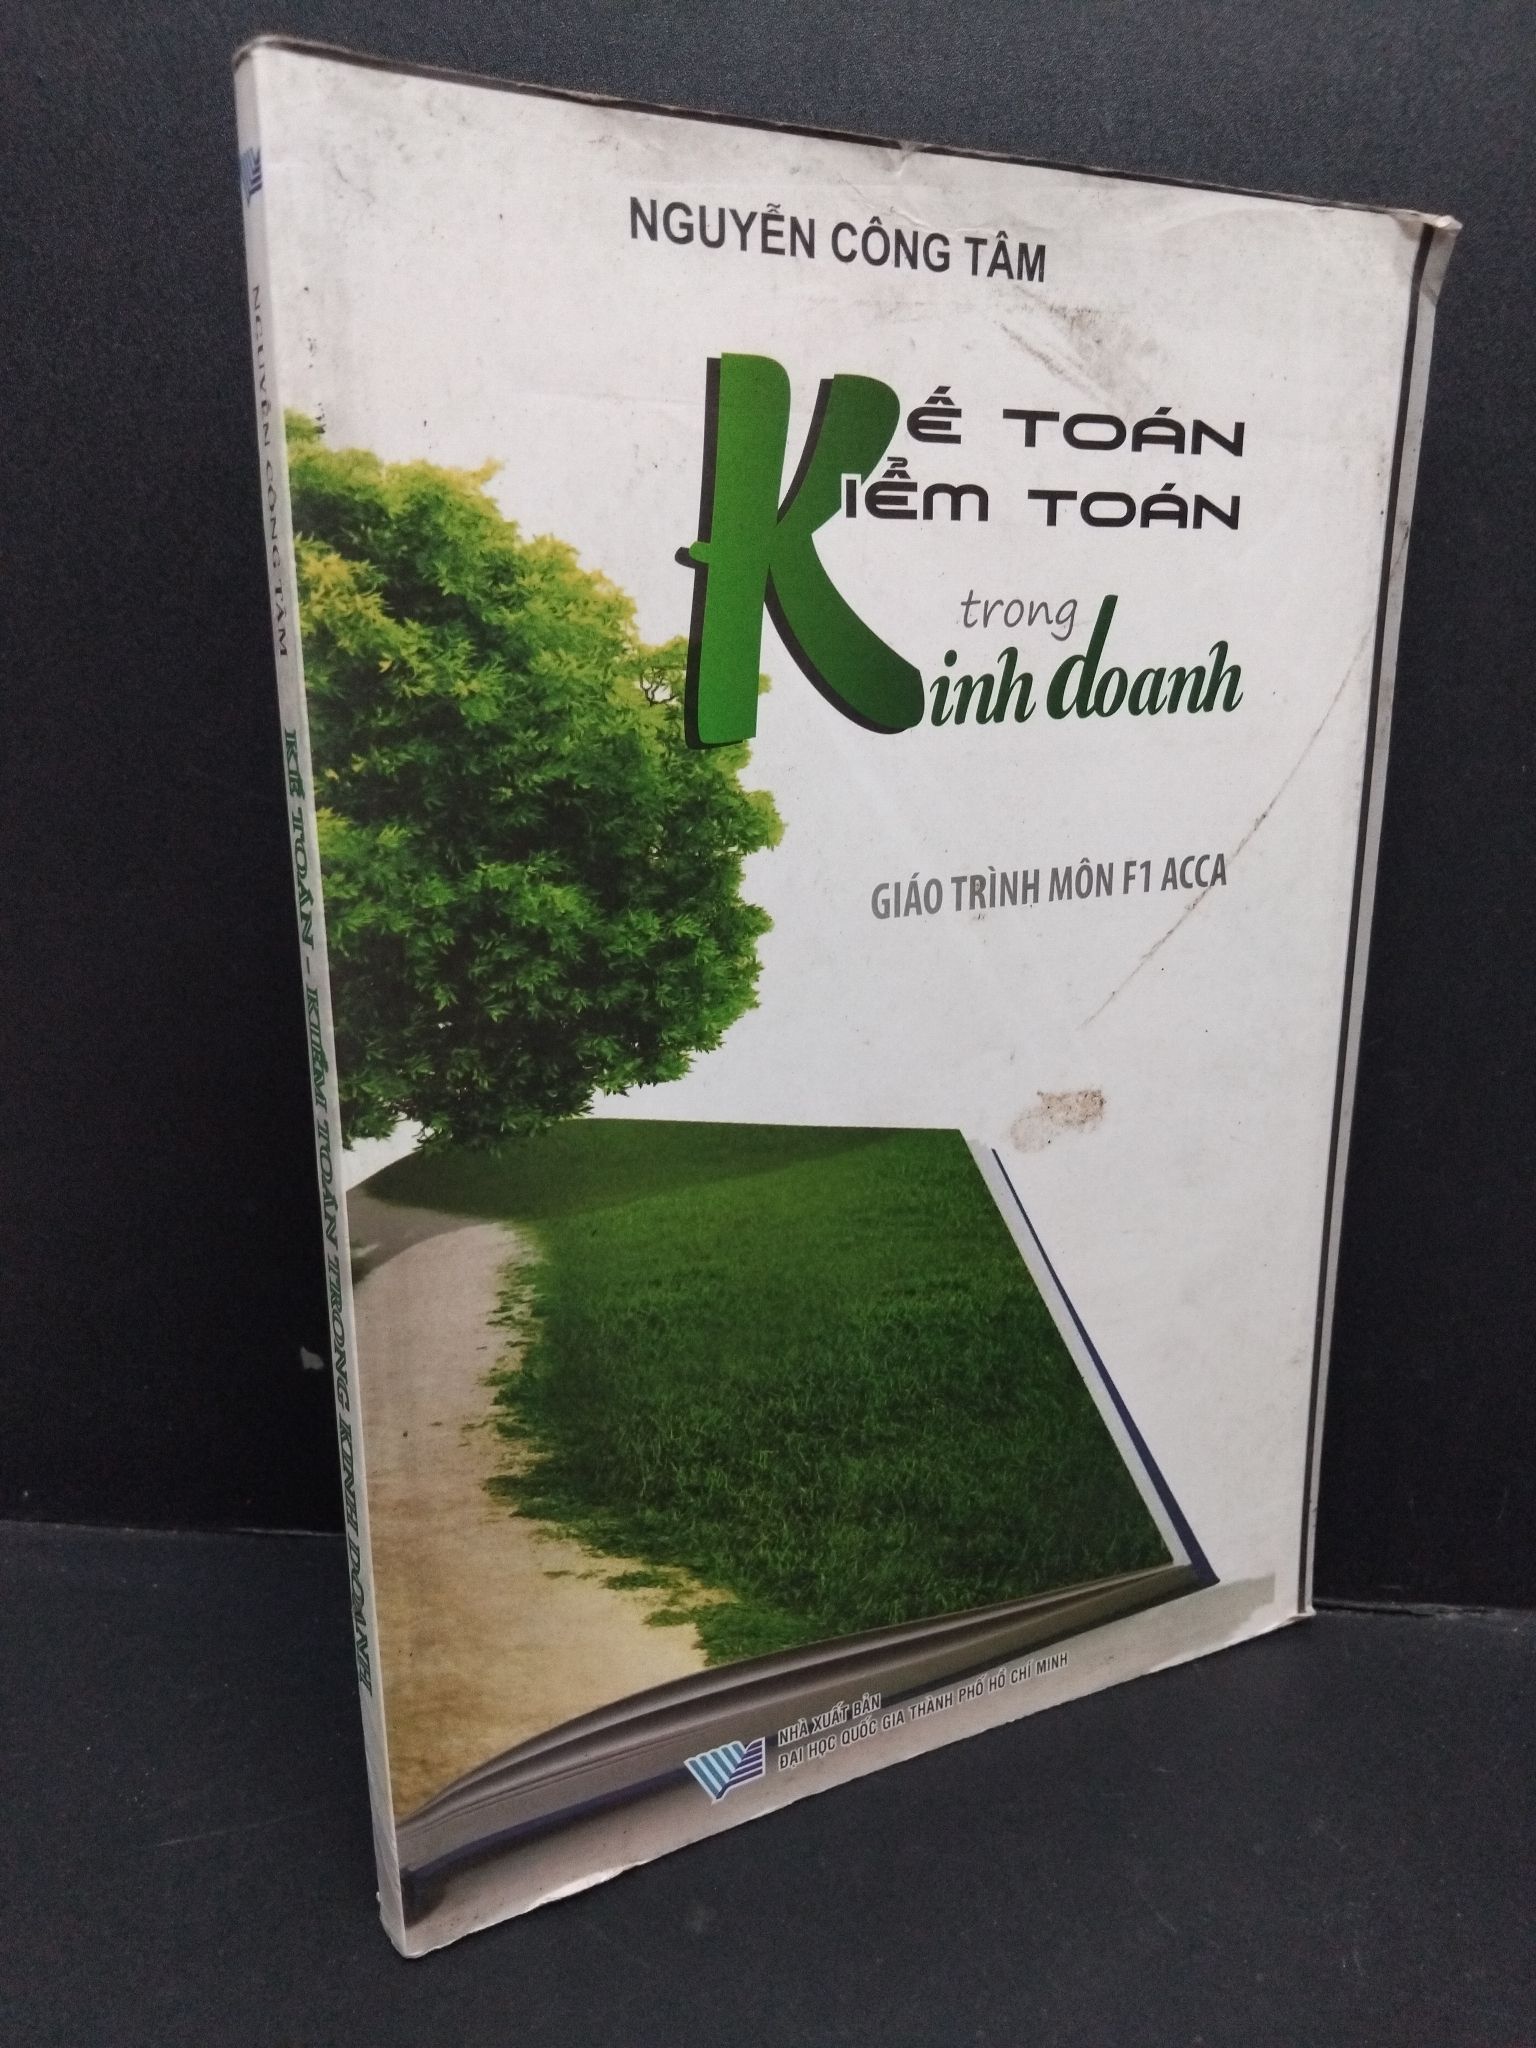 NGUYỄN CÔNG TÂM
KẾ TOÁN
KIỂM TOÁN
trong
Kinh doanh
GIÁO TRÌNH MÔN F1 ACCA
NHÀ XUẤT BẢN
ĐẠI HỌC QUỐC GIA THÀNH PHỐ HỒ CHÍ MINH
NGUYỄN CÔNG TÂM KẾ TOÁN - KIỂM TOÁN TRONG KINH DOANH